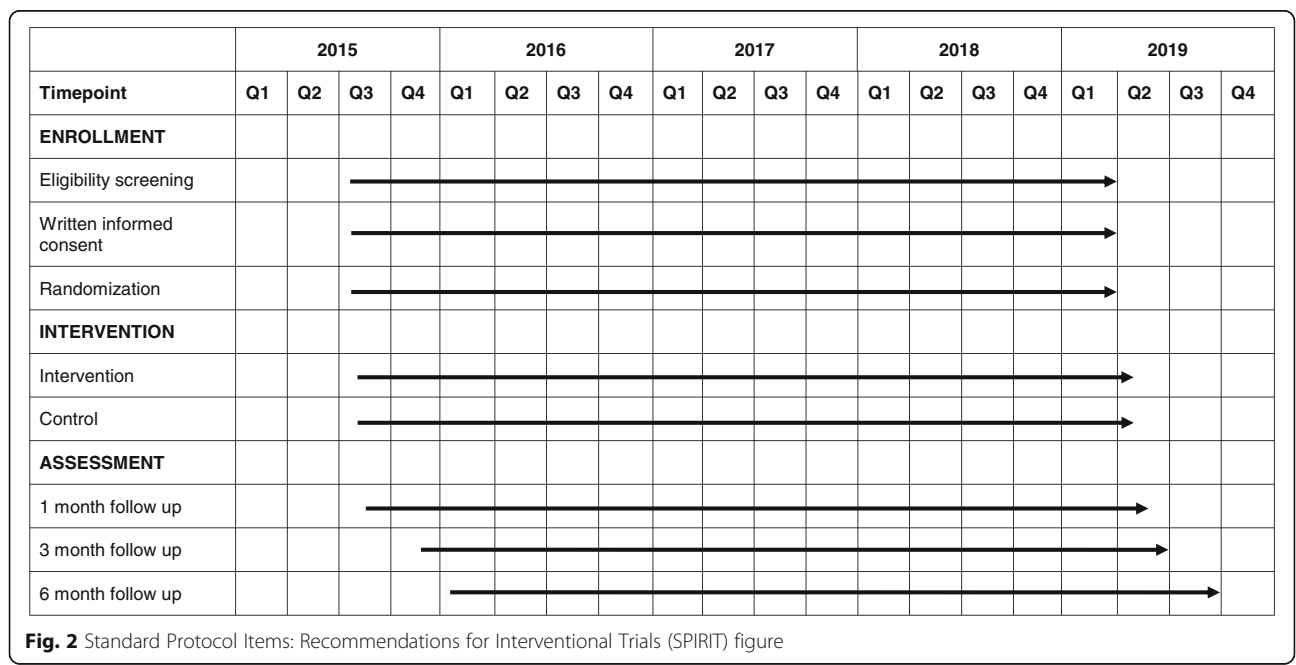 2015 2016 2017 2018 2019
Timepoint Q1 Q2 Q3 Q4 Q1 Q2 Q3 Q4 Q1 Q2 Q3 Q4 Q1 Q2 Q3 Q4 Q1 Q2 Q3 Q4
ENROLLMENT
Eligibility screening
Written informed
consent
Randomization
INTERVENTION
Intervention
Control
ASSESSMENT
1 month follow up
3 month follow up
6 month follow up
Fig. 2 Standard Protocol Items: Recommendations for Interventional Trials (SPIRIT) figure